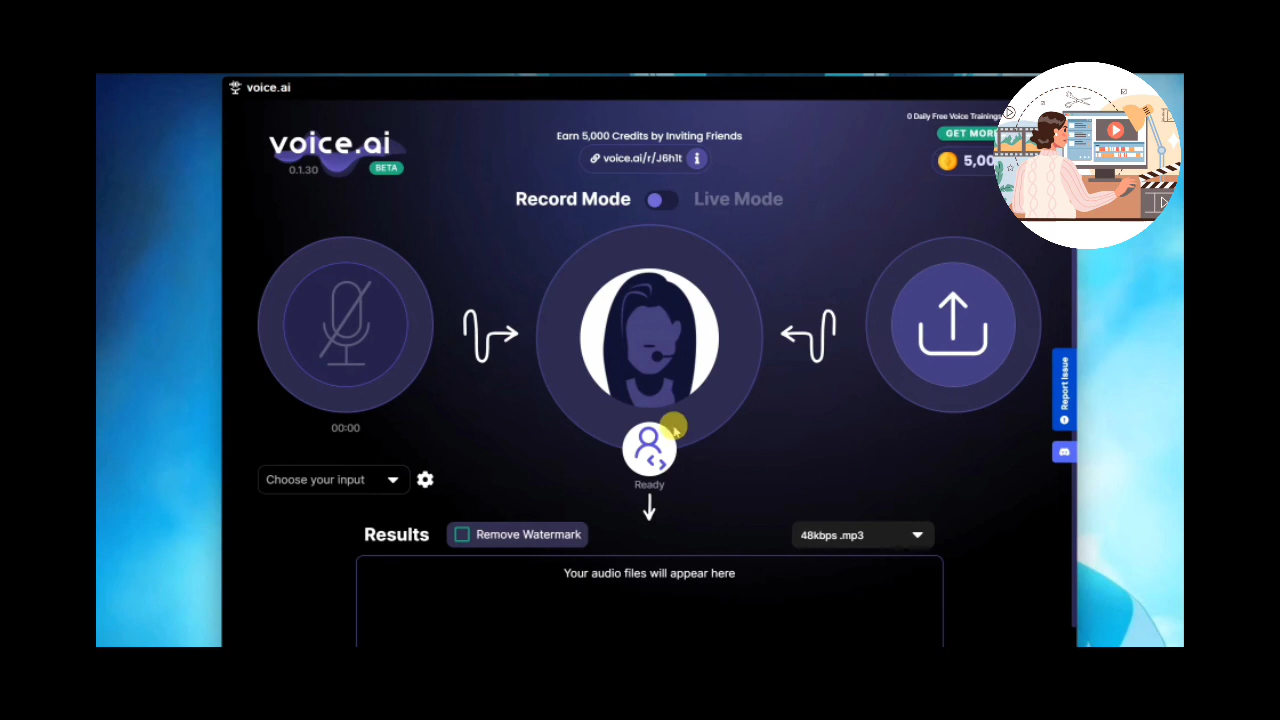 voice.ai
voice.ai
0.1.30
BETA
Earn 5,000 Credits by Inviting Friends
voice.ai/r/J6h1t
0 Daily Free Voice Trainings
GET MORE
5,00
Record Mode
Live Mode
00:00
Report Issue
Choose your input
Ready
Results
Remove Watermark
48kbps .mp3
Your audio files will appear here